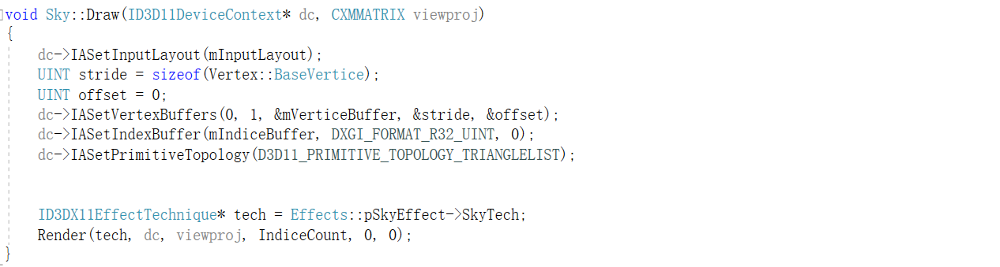 void Sky::Draw(ID3D11DeviceContext* dc, CXMMATRIX viewproj)
{
    dc->IASetInputLayout(mInputLayout);
    UINT stride = sizeof(Vertex::BaseVertice);
    UINT offset = 0;
    dc->IASetVertexBuffers(0, 1, &mVerticeBuffer, &stride, &offset);
    dc->IASetIndexBuffer(mIndiceBuffer, DXGI_FORMAT_R32_UINT, 0);
    dc->IASetPrimitiveTopology(D3D11_PRIMITIVE_TOPOLOGY_TRIANGLELIST);
    ID3DX11EffectTechnique* tech = Effects::pSkyEffect->SkyTech;
    Render(tech, dc, viewproj, IndiceCount, 0, 0);
}